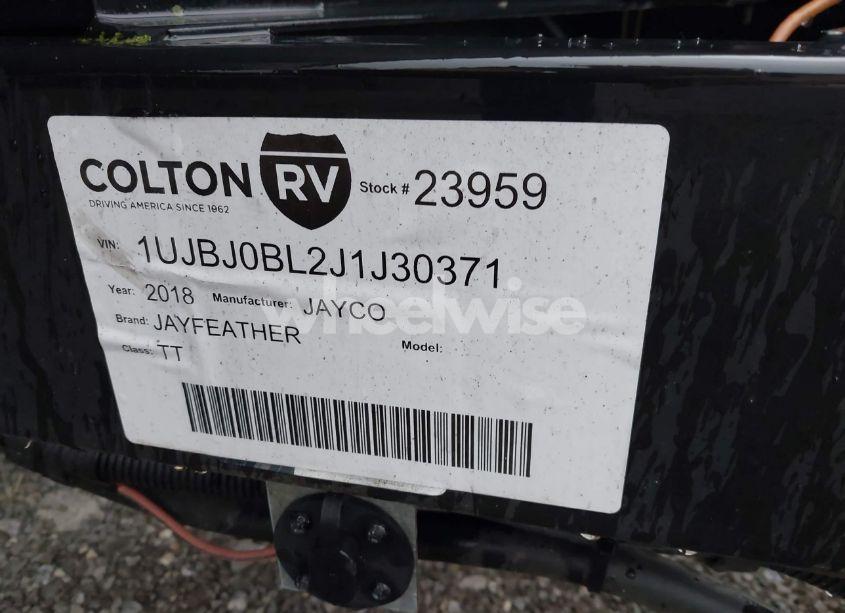 COLTON RV Stock # 23959
DRIVING AMERICA SINCE 1962
VIN: 1UJBJ0BL2J1J30371
Year: 2018 Manufacturer: JAYCO
wheelwise
Brand: JAYFEATHER
Class: TT Model: